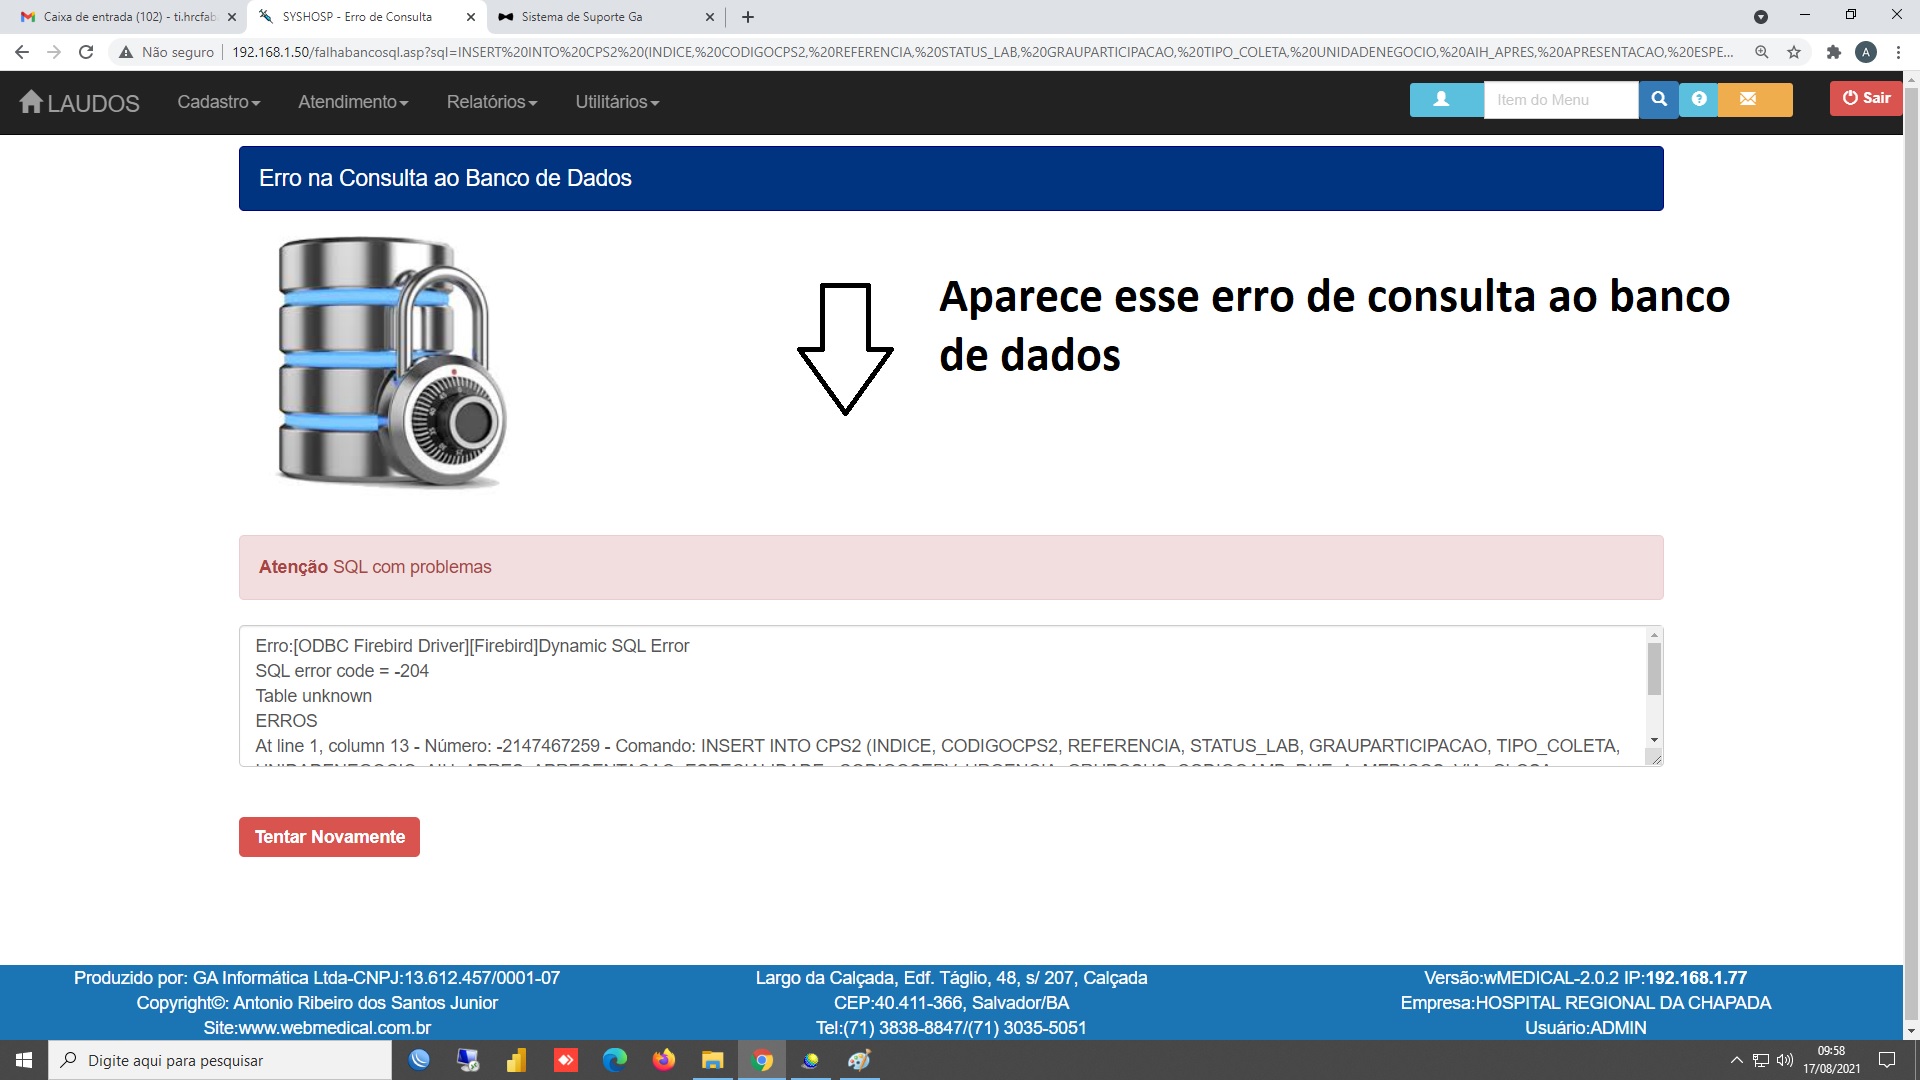 Caixa de entrada (102) - ti.hrcfab
SYSHOSP - Erro de Consulta
Sistema de Suporte Ga
Não seguro
192.168.1.50/falhabancosql.asp?sql=INSERT%20INTO%20CPS2%20(INDICE,%20CODIGOCPS2,%20REFERENCIA,%20STATUS_LAB,%20GRAUPARTICIPACAO,%20TIPO_COLETA,%20UNIDADENEGOCIO,%20AIH_APRES,%20APRESENTACAO,%20ESPE...
A
LAUDOS
Cadastro
Atendimento
Relatórios
Utilitários
Item do Menu
Sair
Erro na Consulta ao Banco de Dados
Aparece esse erro de consulta ao banco
de dados
Atenção SQL com problemas
Erro:[ODBC Firebird Driver][Firebird]Dynamic SQL Error
SQL error code = -204
Table unknown
ERROS
At line 1, column 13 - Número: -2147467259 - Comando: INSERT INTO CPS2 (INDICE, CODIGOCPS2, REFERENCIA, STATUS_LAB, GRAUPARTICIPACAO, TIPO_COLETA,
Tentar Novamente
Produzido por: GA Informática Ltda-CNPJ:13.612.457/0001-07
Copyright©: Antonio Ribeiro dos Santos Junior
Site:www.webmedical.com.br
Largo da Calçada, Edf. Táglio, 48, s/ 207, Calçada
CEP:40.411-366, Salvador/BA
Tel:(71) 3838-8847/(71) 3035-5051
Versão:wMEDICAL-2.0.2 IP:192.168.1.77
Empresa:HOSPITAL REGIONAL DA CHAPADA
Usuário:ADMIN
Digite aqui para pesquisar
09:58
17/08/2021